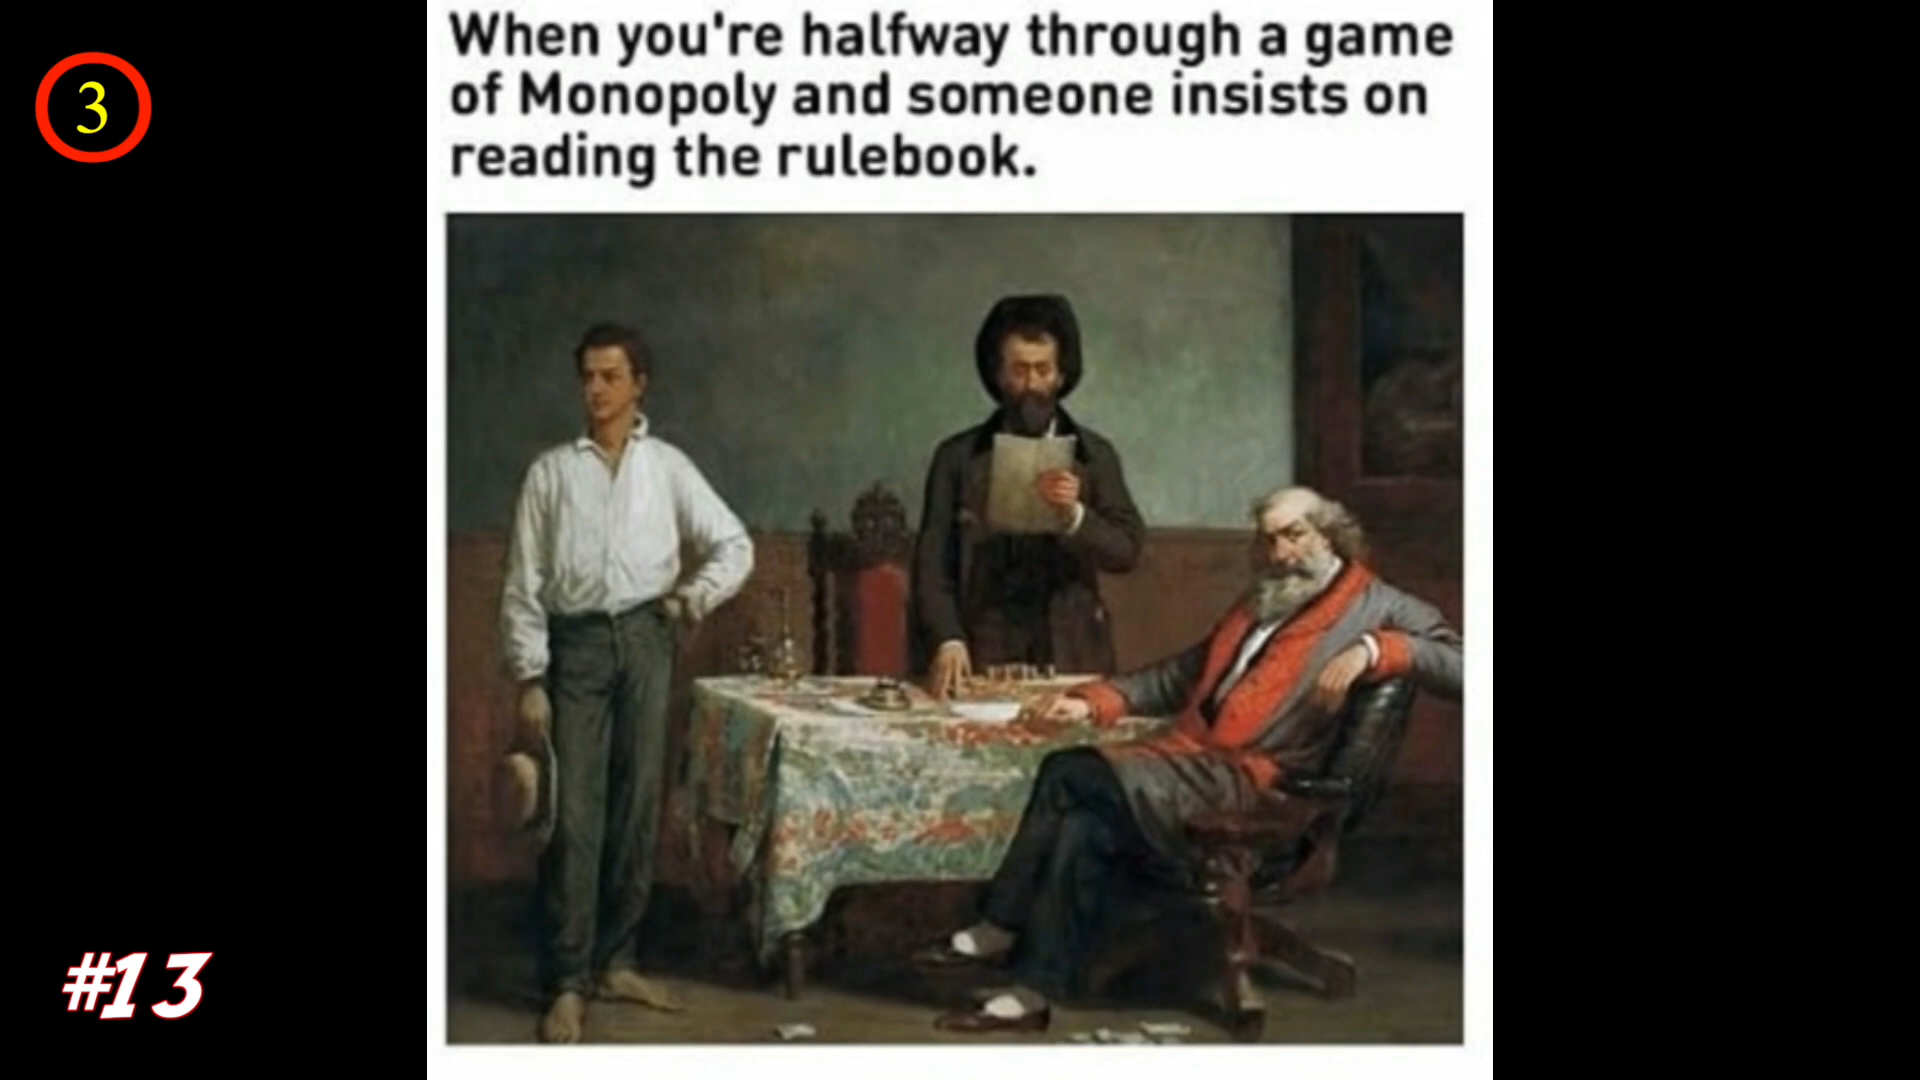 3
When you're halfway through a game
of Monopoly and someone insists on
reading the rulebook.
#13